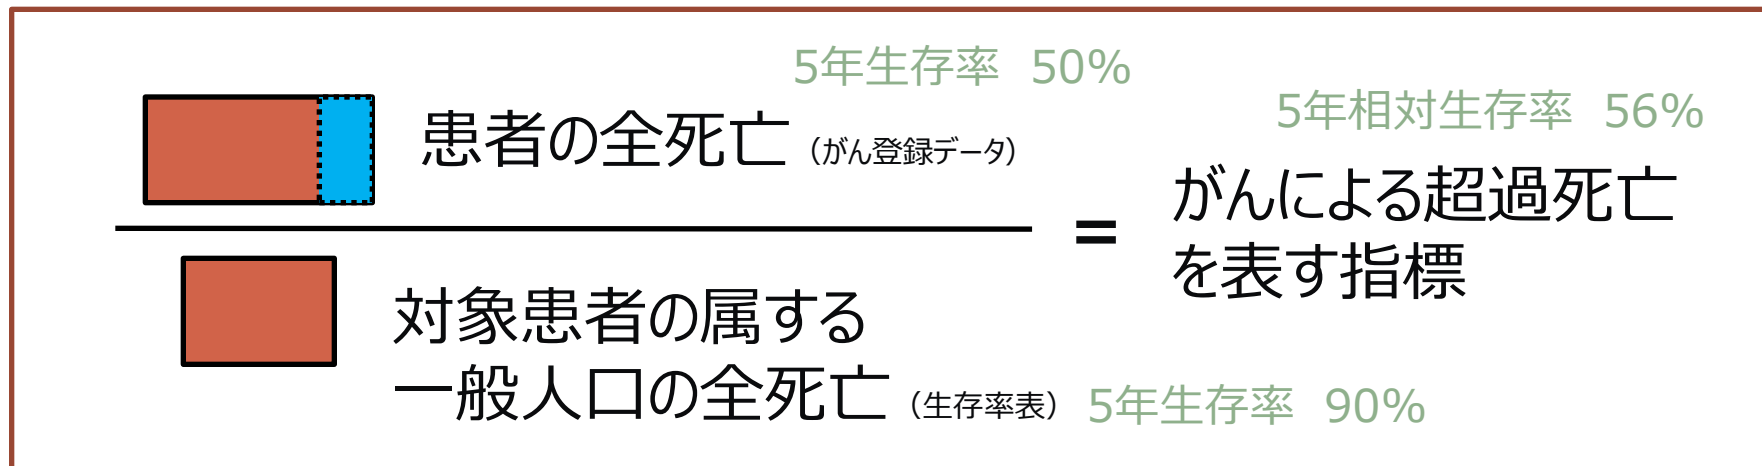 5年生存率 50%
患者の全死亡（がん登録データ）
対象患者の属する
一般人口の全死亡（生存率表） 5年生存率 90%
=
5年相対生存率 56%
がんによる超過死亡
を表す指標